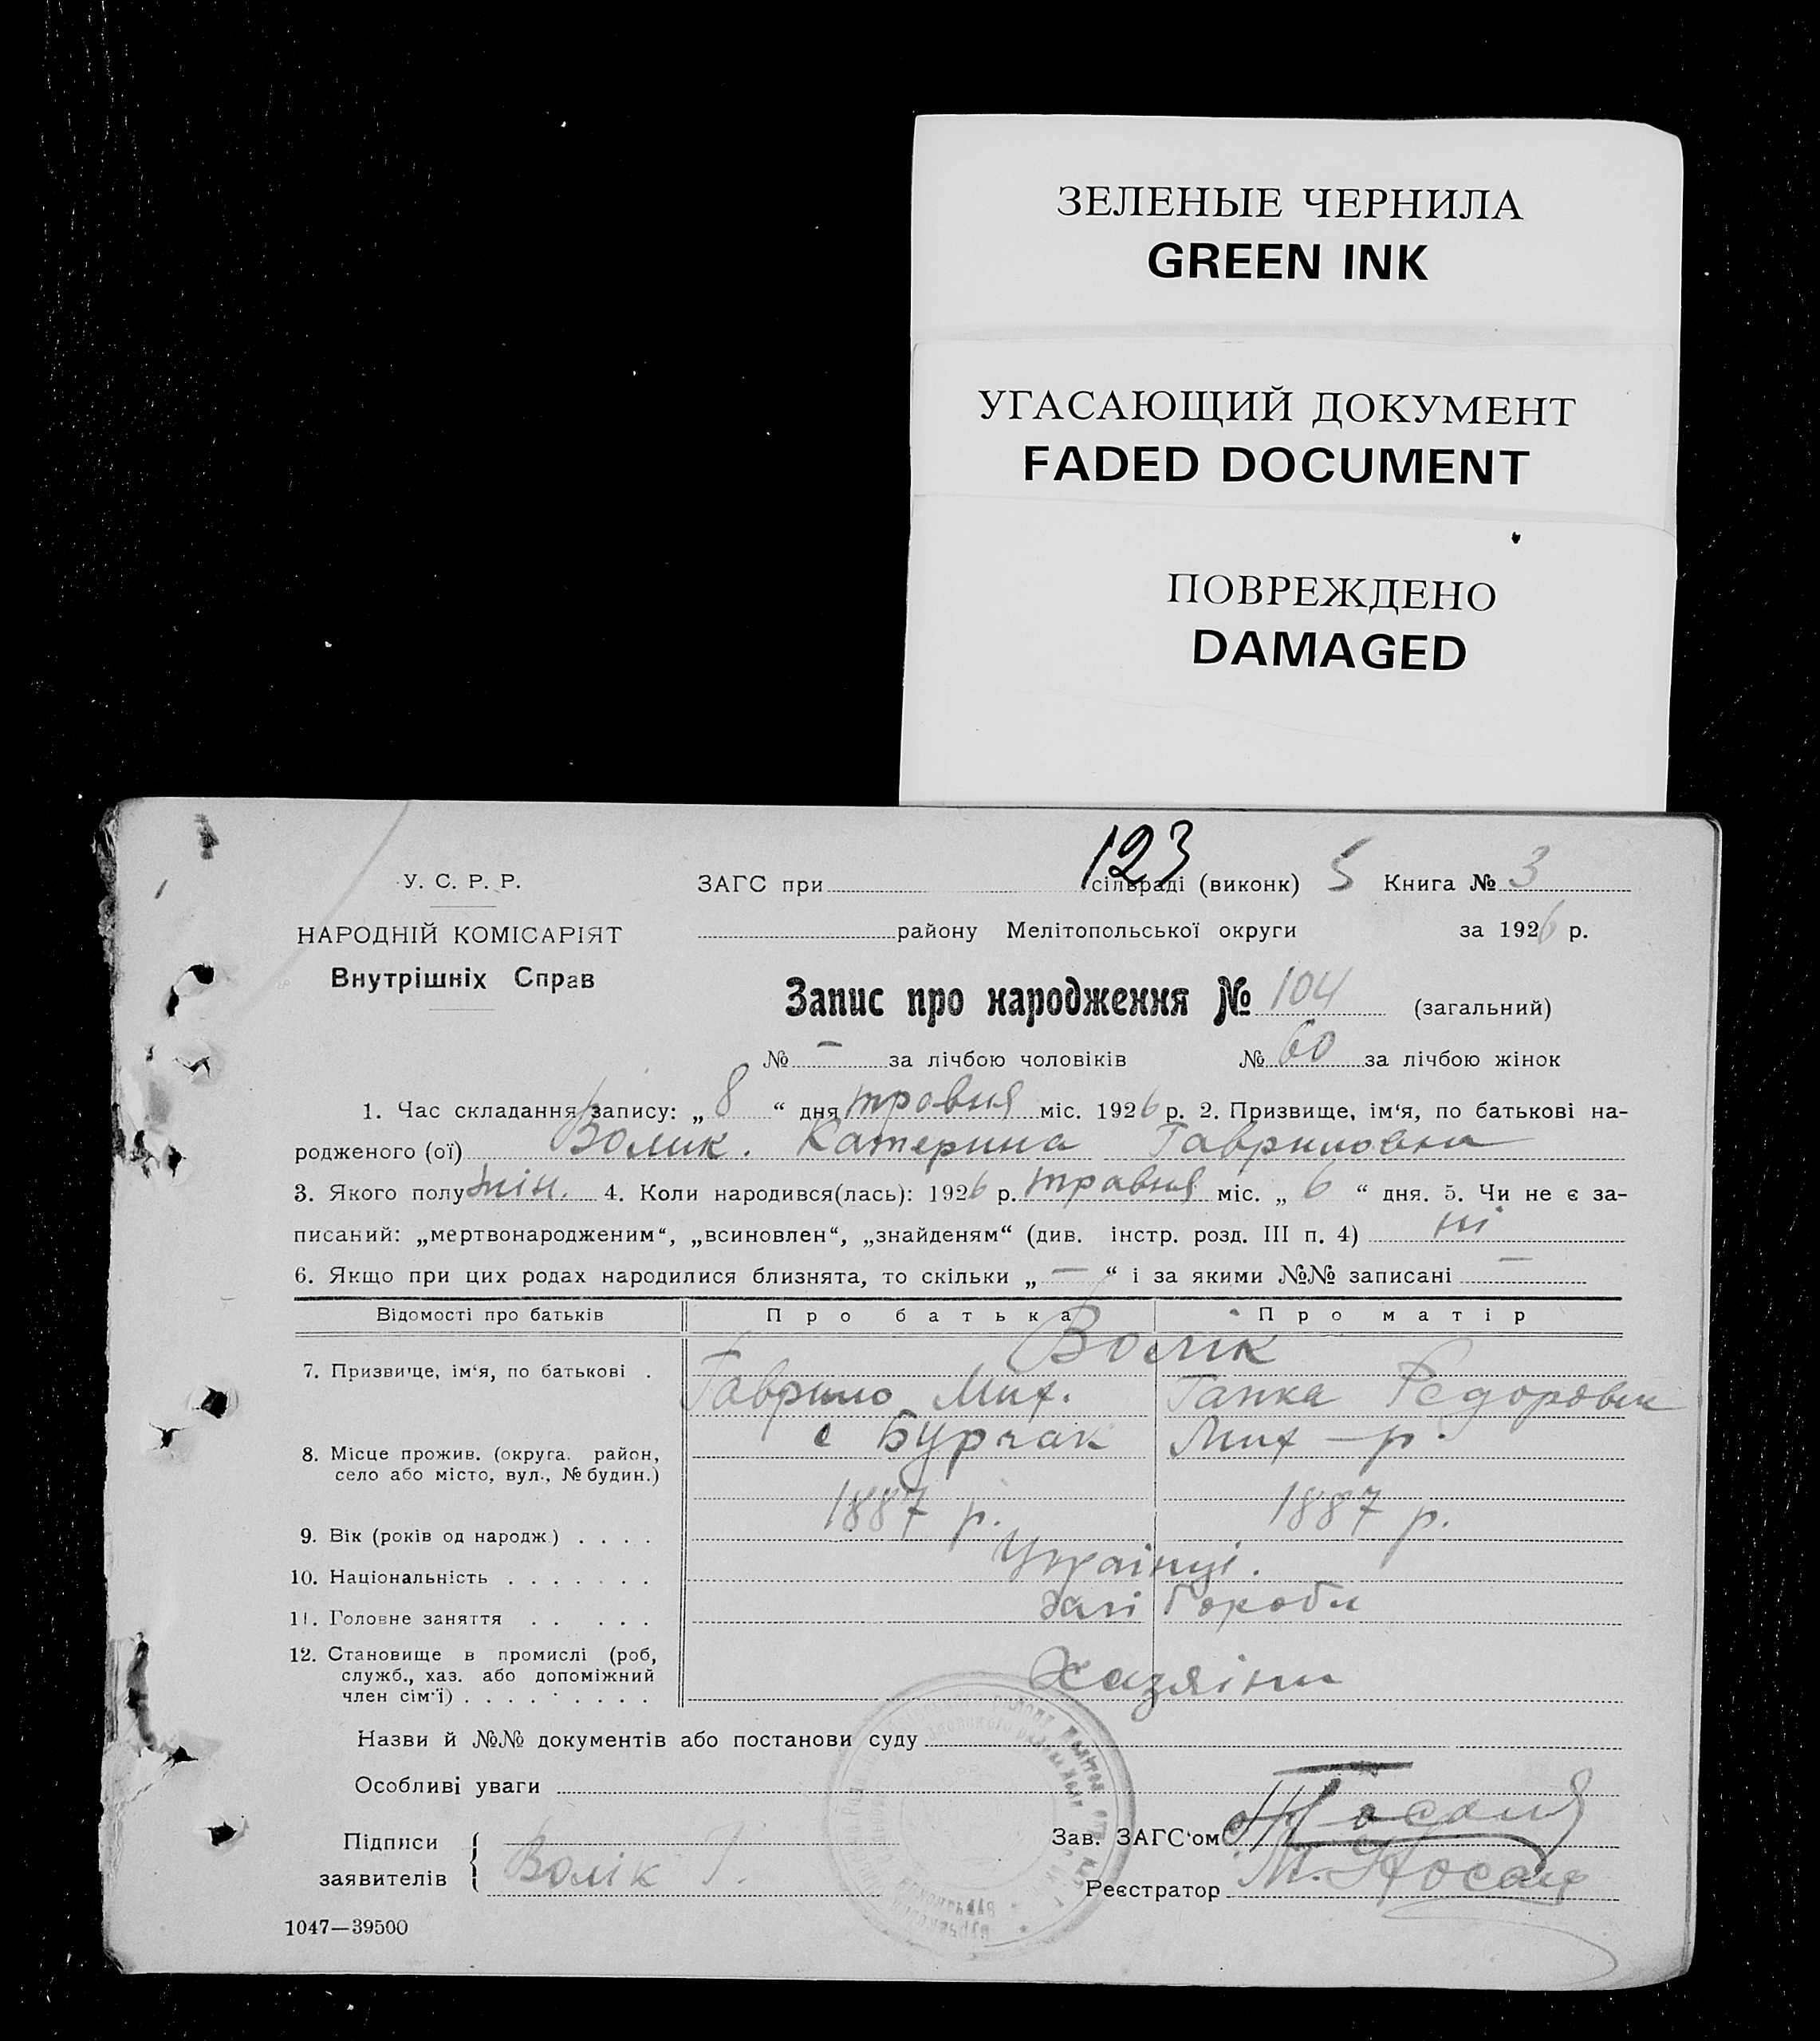 ЗЕЛЕНЫЕ ЧЕРНИЛА
GREEN INK
УГАСАЮЩИЙ ДОКУМЕНТ
FADED DOCUMENT
ПОВРЕЖДЕНО
DAMAGED
123
У. С. Р. Р.
ЗАГС при сільраді (виконк) 5 Книга № 3
НАРОДНІЙ КОМІСАРІЯТ
району Мелітопольської округи за 1926 р.
Внутрішніх Справ
Запис про народження № 104 (загальний)
№ — за лічбою чоловіків № 60 за лічбою жінок
1. Час складання запису: „ 8 “ дня травня міс. 1926 р. 2. Призвище, ім‘я, по батькові на-
родженого (ої) Волик. Катерина Гавриловна
3. Якого полу жін. 4. Коли народився(лась): 1926 р. травня міс. „ 6 “ дня. 5. Чи не є за-
писаний: „мертвонародженим“, „всиновлен“, „знайденям“ (див. інстр. розд. III п. 4) ні
6. Якщо при цих родах народилися близнята, то скільки „ — “ і за якими №№ записані —
Відомості про батьків Про батька Про матір
Волік
7. Призвище, ім‘я, по батькові . Гаврило Мих. Ганка Федоровн
8. Місце прожив. (округа. район, с Бурчак Мих — р.
село або місто, вул., № будин.)
1887 р. 1887 р.
9. Вік (років од народж.) . . . .
10. Національність . . . . . . . Українці.
11. Головне заняття . . . . .
12. Становище в промислі (роб,
служб., хаз. або допоміжний Хазяіни
член сім‘ї) . . . . . . . . .
Назви й №№ документів або постанови суду
Особливі уваги
Підписи
Зав. ЗАГС‘ом
заявителів Волік Г.
Реєстратор М. Носаль
1047—39500